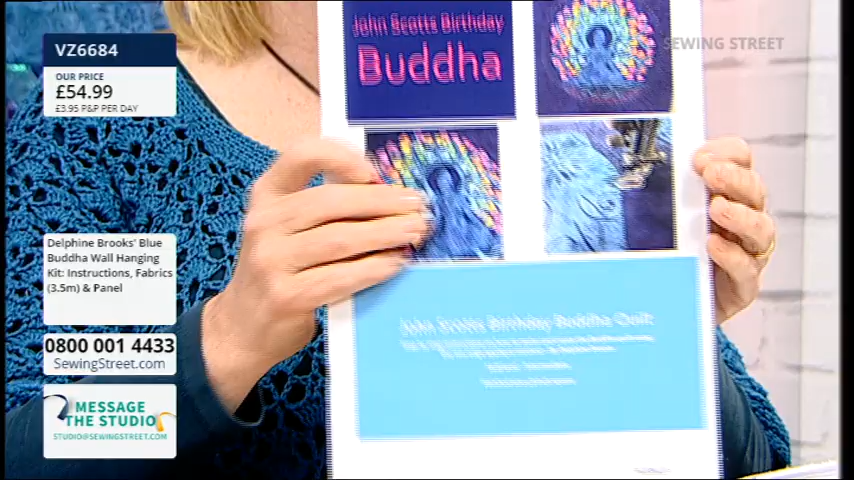 VZ6684
OUR PRICE
£54.99
£3.95 P&P PER DAY
Delphine Brooks' Blue
Buddha Wall Hanging
Kit: Instructions, Fabrics
(3.5m) & Panel
0800 001 4433
SewingStreet.com
MESSAGE
THE STUDIO
STUDIO@SEWINGSTREET.COM
SEWING STREET
John Scotts Birthday
Buddha
John Scotts Birthday Buddha Quilt